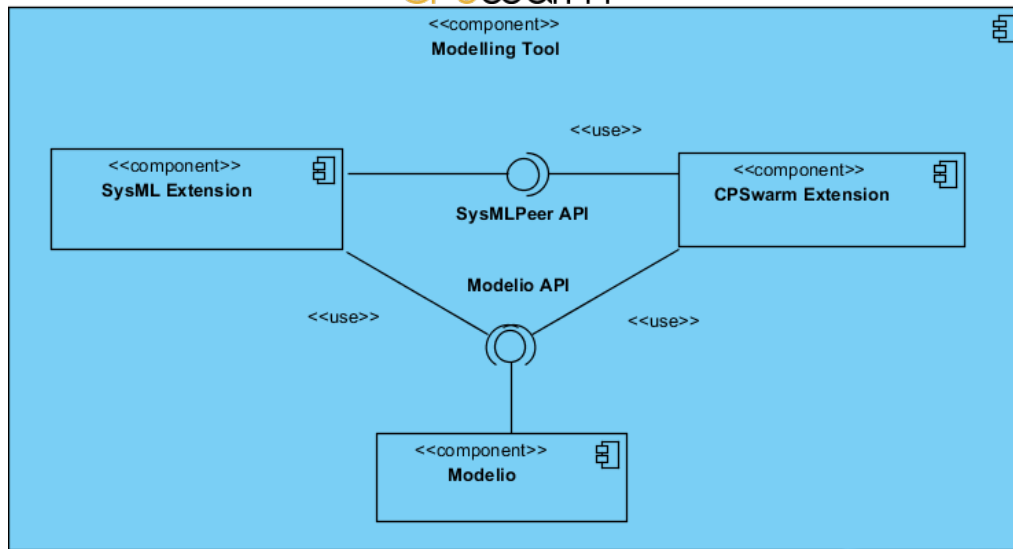 <<component>>
Modelling Tool
<<use>>
<<component>>
SysML Extension
<<component>>
CPSwarm Extension
SysMLPeer API
Modelio API
<<use>>
<<use>>
<<component>>
Modelio